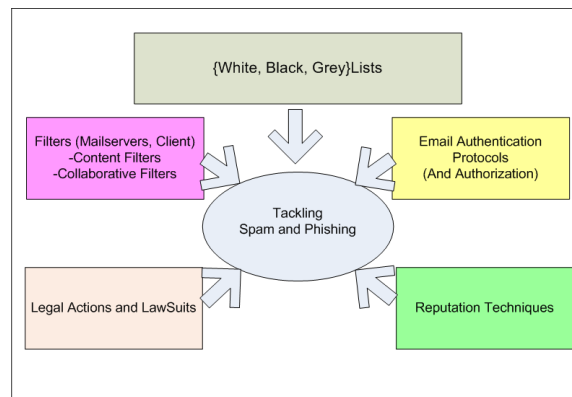 {White, Black, Grey}Lists
Filters (Mailservers, Client)
-Content Filters
-Collaborative Filters
Email Authentication
Protocols
(And Authorization)
Tackling
Spam and Phishing
Legal Actions and LawSuits
Reputation Techniques